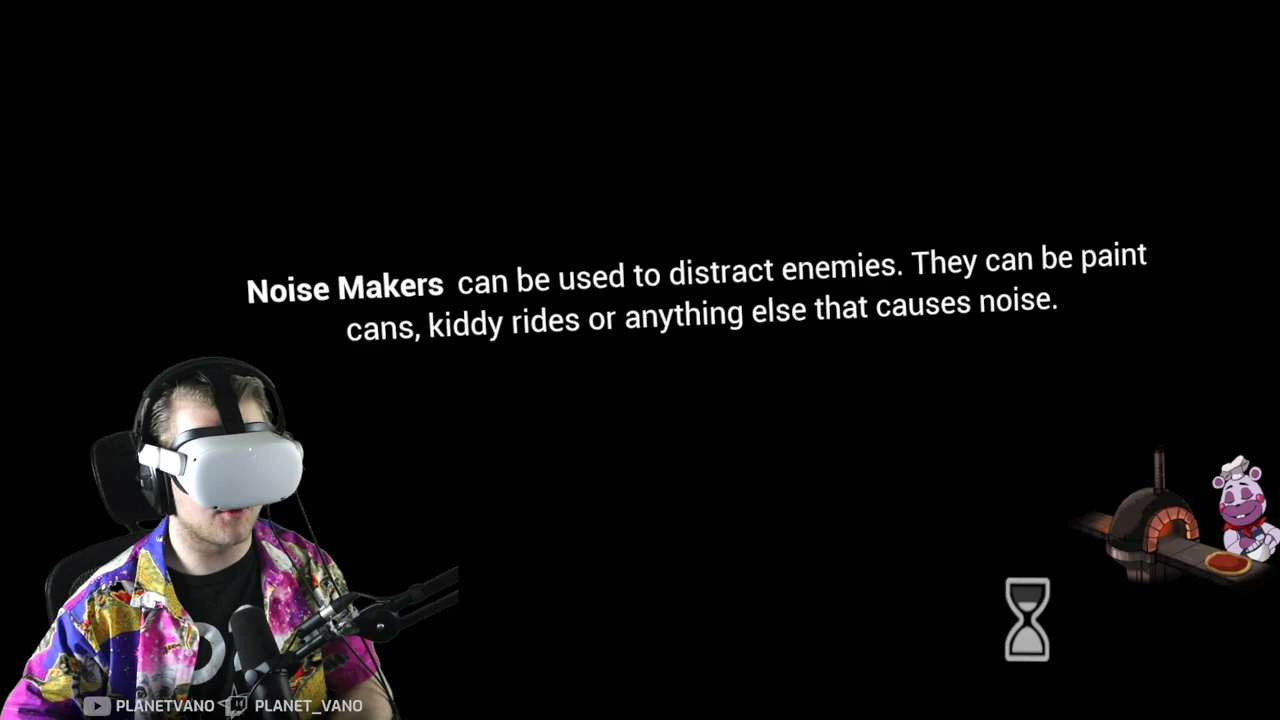 Noise Makers can be used to distract enemies. They can be paint
cans, kiddy rides or anything else that causes noise.
PLANETVANO PLANET_VANO